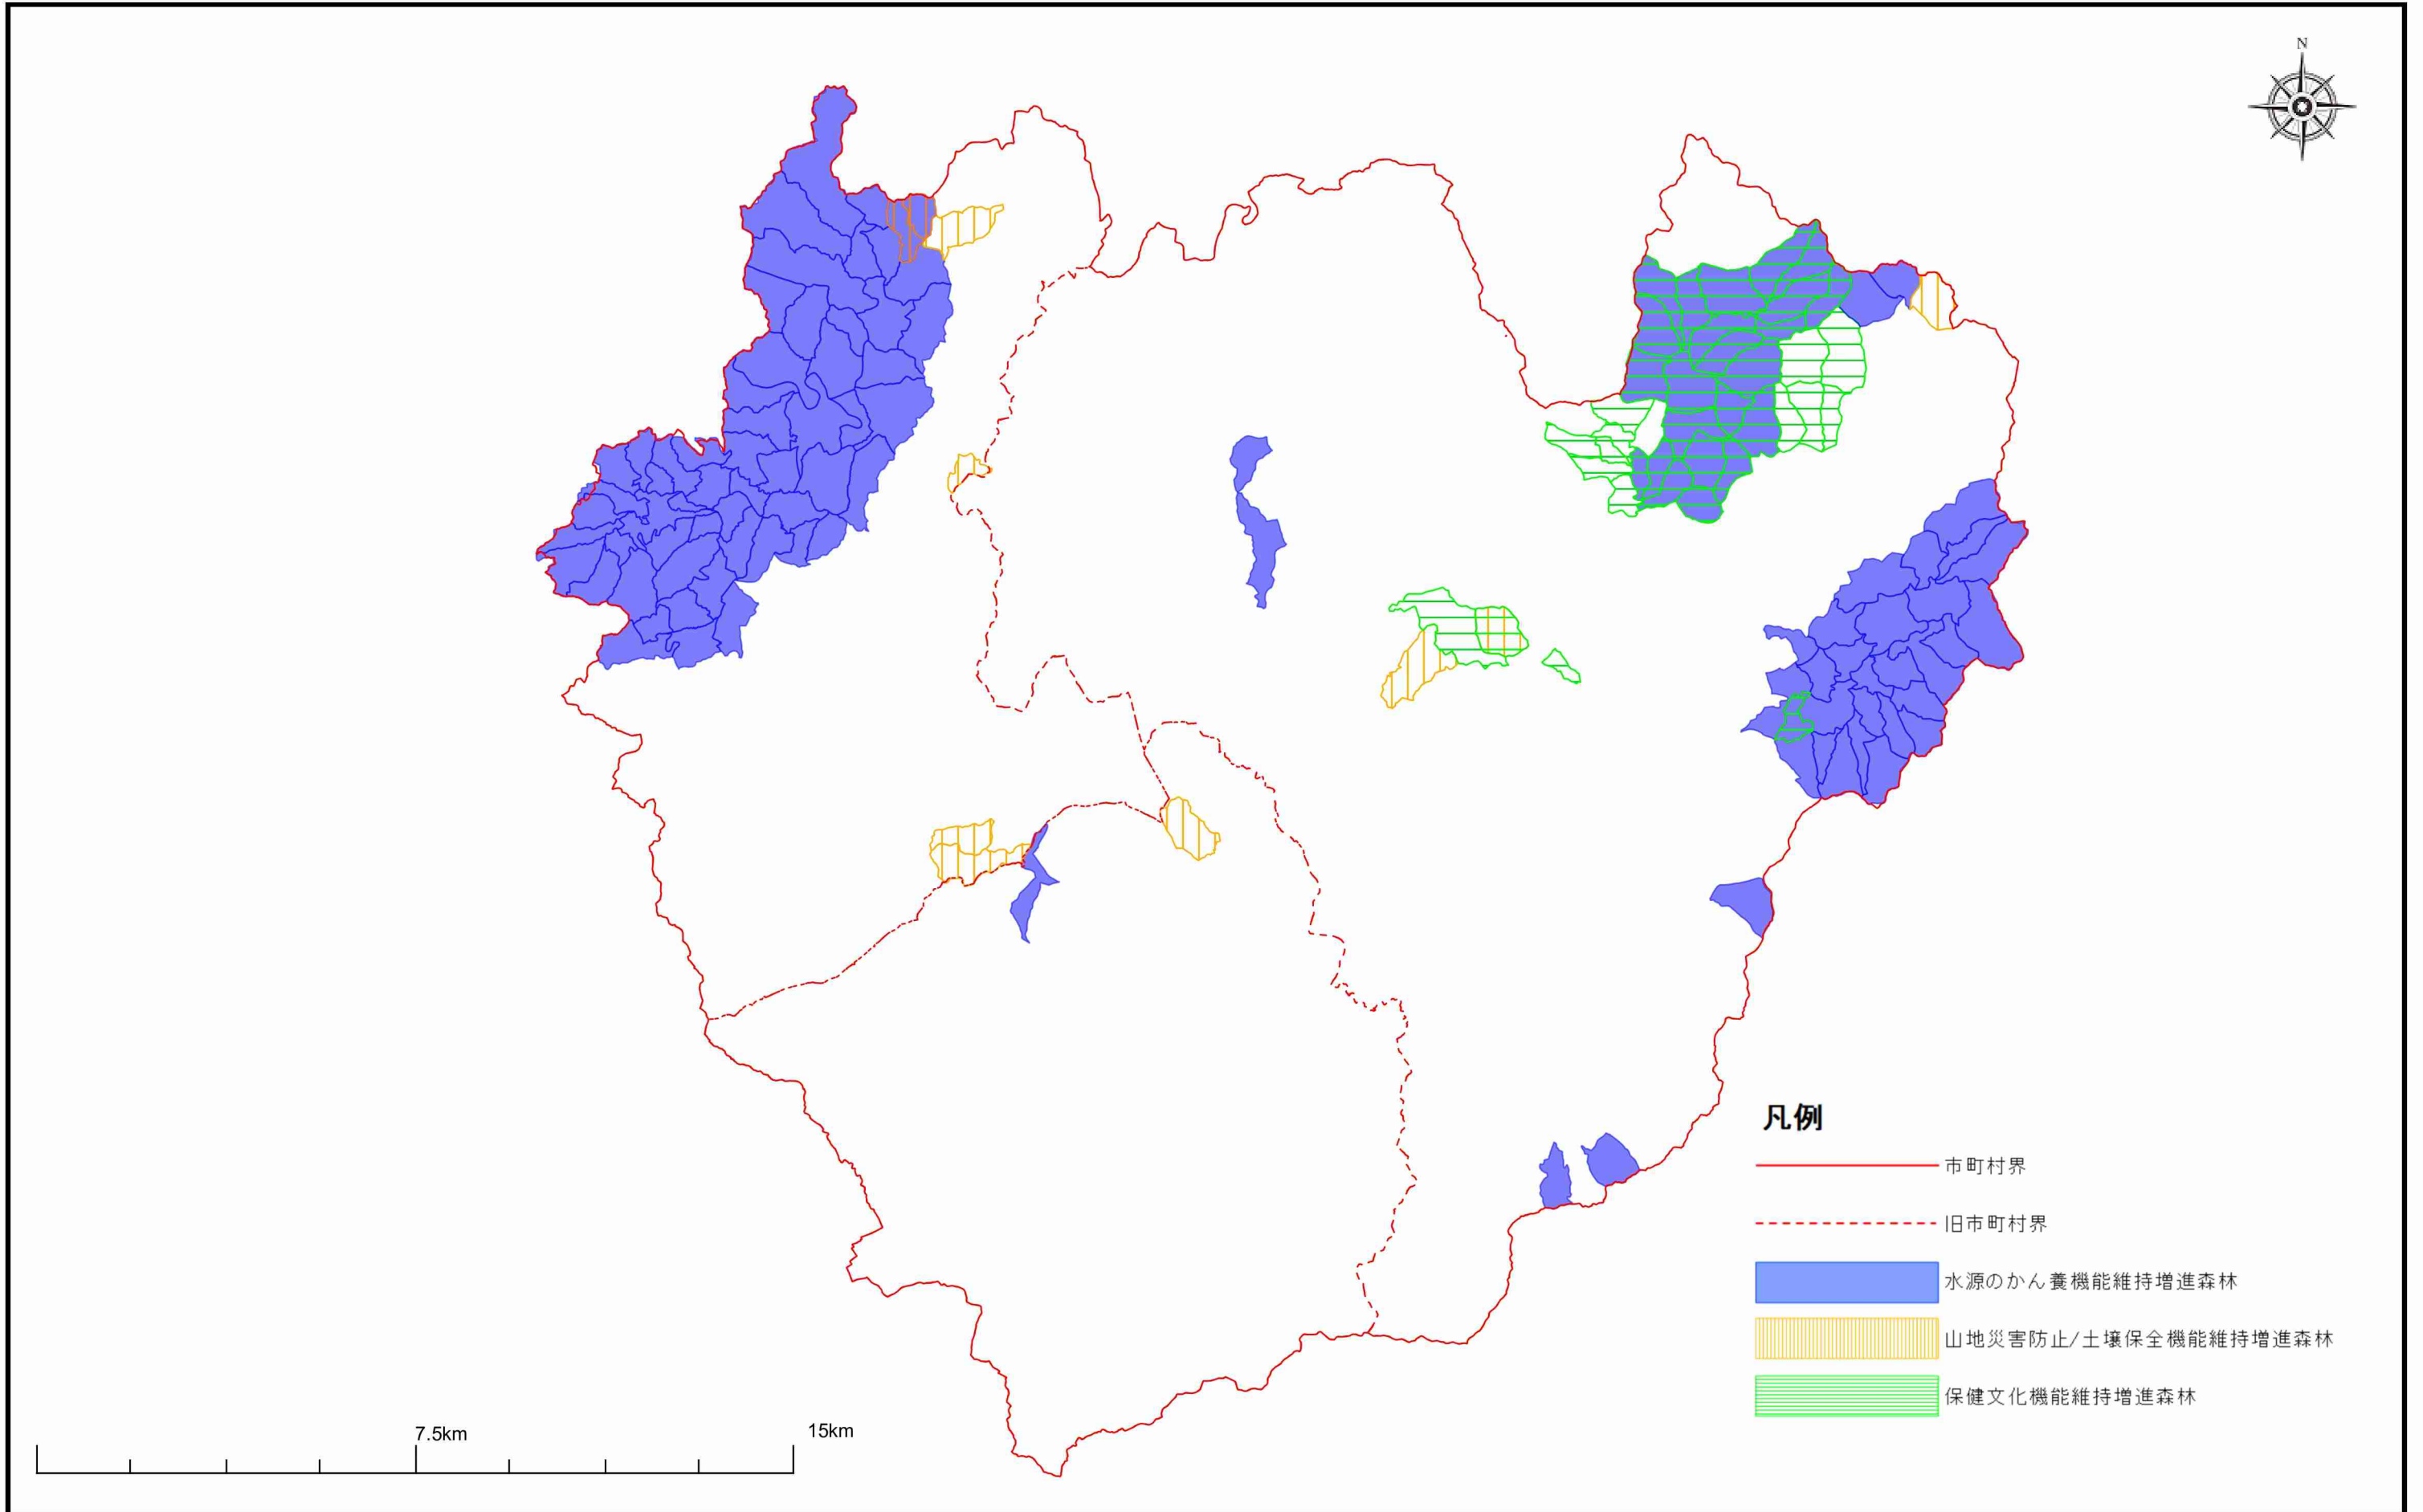 N
凡例
市町村界
旧市町村界
水源のかん養機能維持増進森林
山地災害防止/土壌保全機能維持増進森林
保健文化機能維持増進森林
7.5km
15km